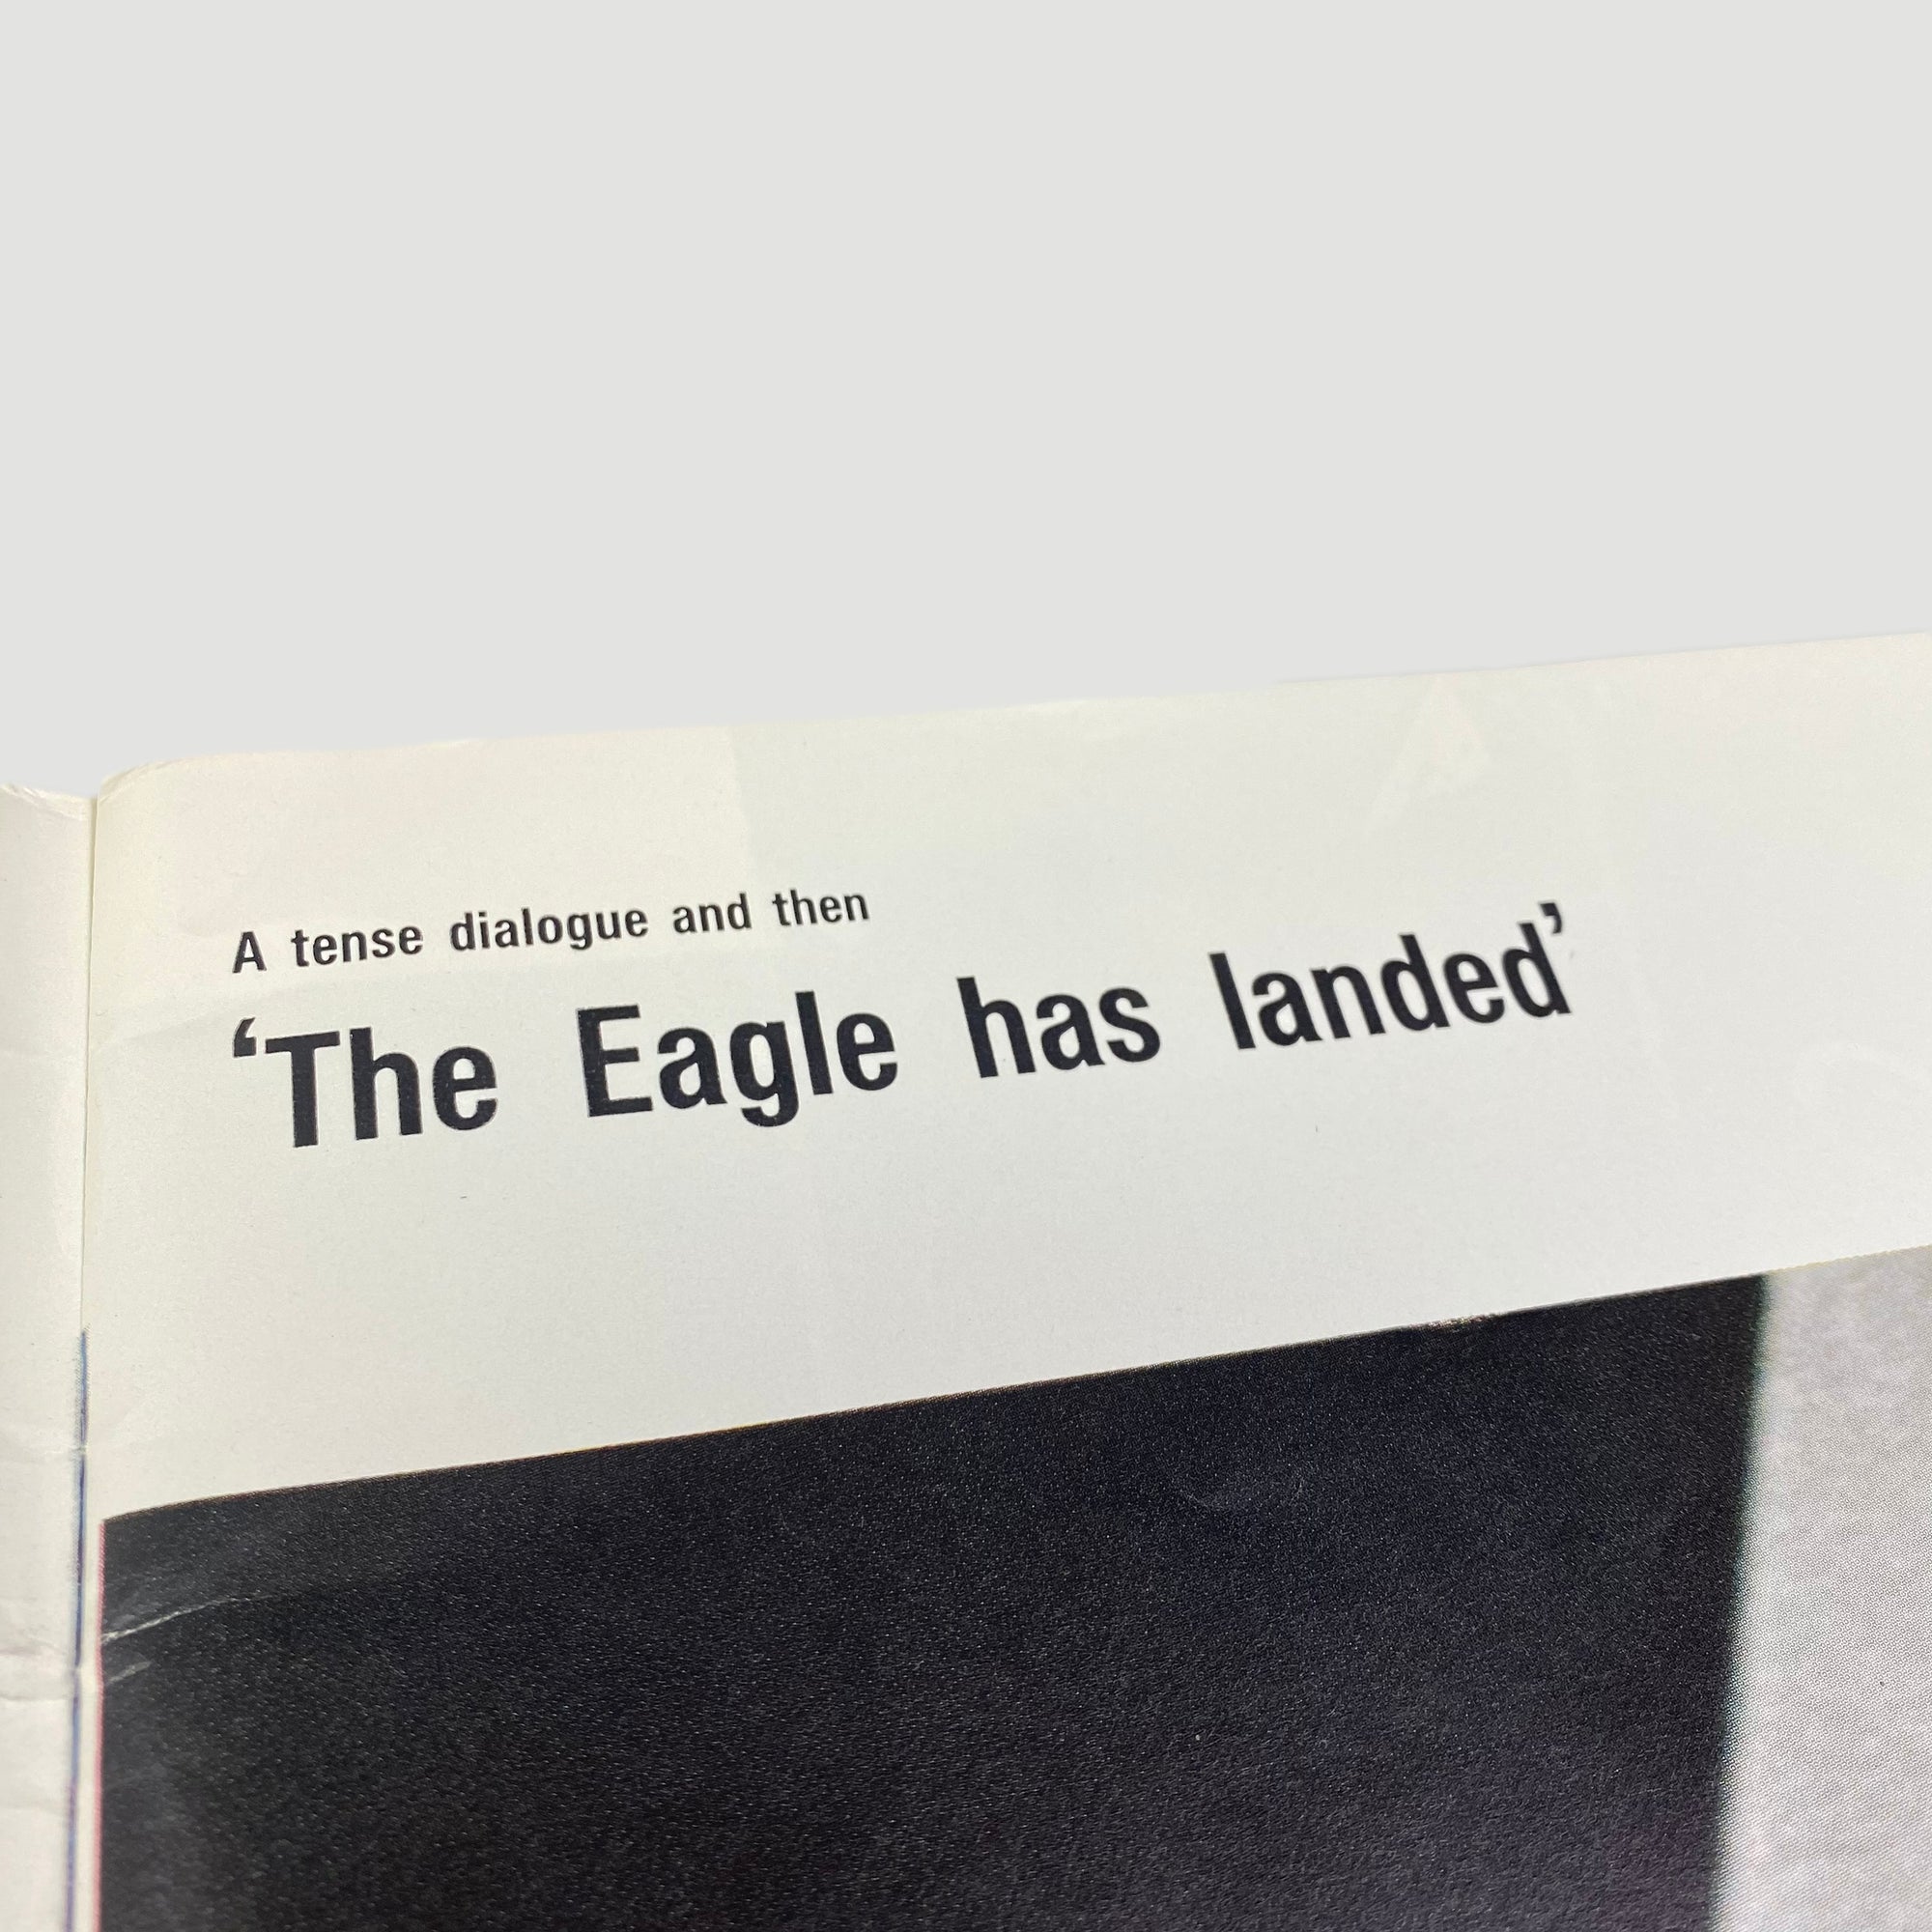 A tense dialogue and then
‘The Eagle has landed’